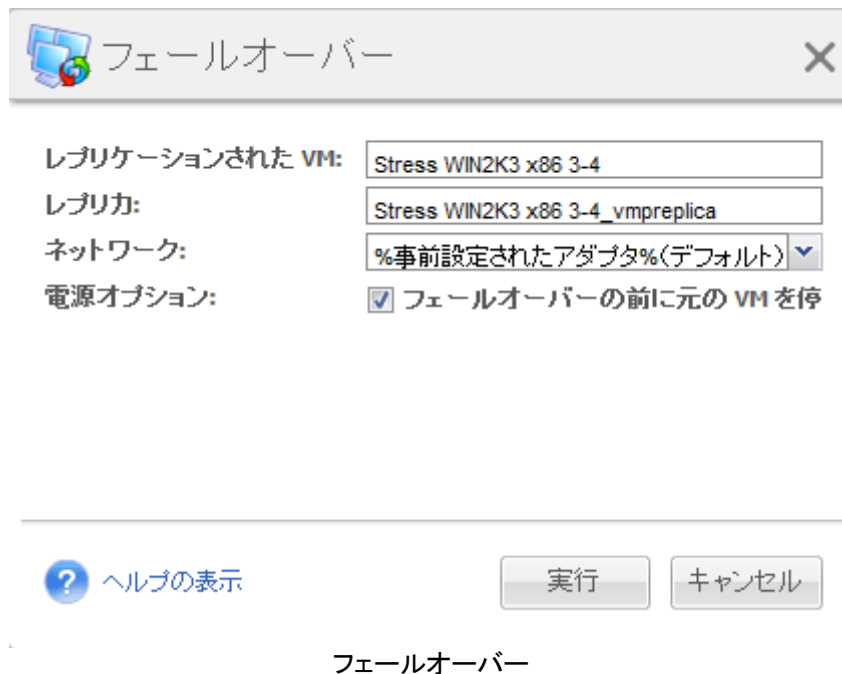 フェールオーバー
レプリケーションされた VM: Stress WIN2K3 x86 3-4
レプリカ: Stress WIN2K3 x86 3-4_vmpreplica
ネットワーク: %事前設定されたアダプタ%(デフォルト)
電源オプション: フェールオーバーの前に元の VM を停
ヘルプの表示 実行 キャンセル
フェールオーバー